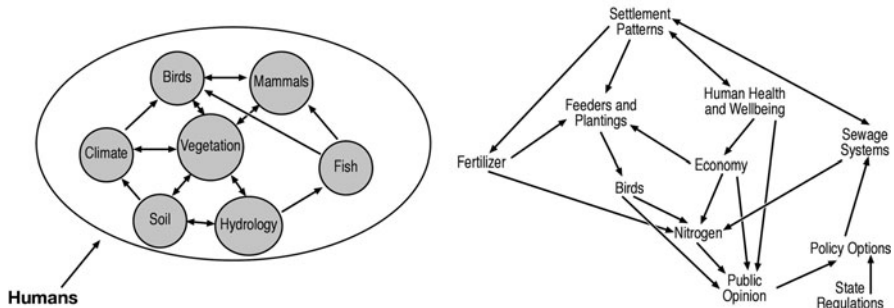 Birds
Mammals
Climate
Vegetation
Fish
Soil
Hydrology
Humans
Settlement
Patterns
Human Health
and Wellbeing
Feeders and
Plantings
Sewage
Systems
Fertilizer
Economy
Birds
Nitrogen
Policy Options
Public
Opinion
State
Regulations